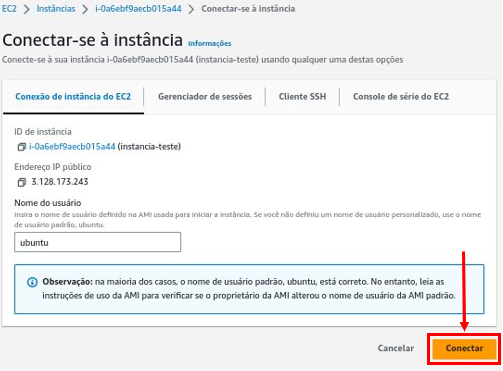 EC2 > Instâncias > i-0a6ebf9aecb015a44 > Conectar-se à instância
Conectar-se à instância Informações
Conecte-se à sua instância i-0a6ebf9aecb015a44 (instancia-teste) usando qualquer uma destas opções
Conexão de instância do EC2 | Gerenciador de sessões | Cliente SSH | Console de série do EC2
ID de instância
i-0a6ebf9aecb015a44 (instancia-teste)
Endereço IP público
3.128.173.243
Nome do usuário
Insira o nome de usuário definido na AMI usada para iniciar a instância. Se você não definiu um nome de usuário personalizado, use o nome
de usuário padrão, ubuntu.
ubuntu
Observação: na maioria dos casos, o nome de usuário padrão, ubuntu, está correto. No entanto, leia as
instruções de uso da AMI para verificar se o proprietário da AMI alterou o nome de usuário da AMI padrão.
Cancelar Conectar